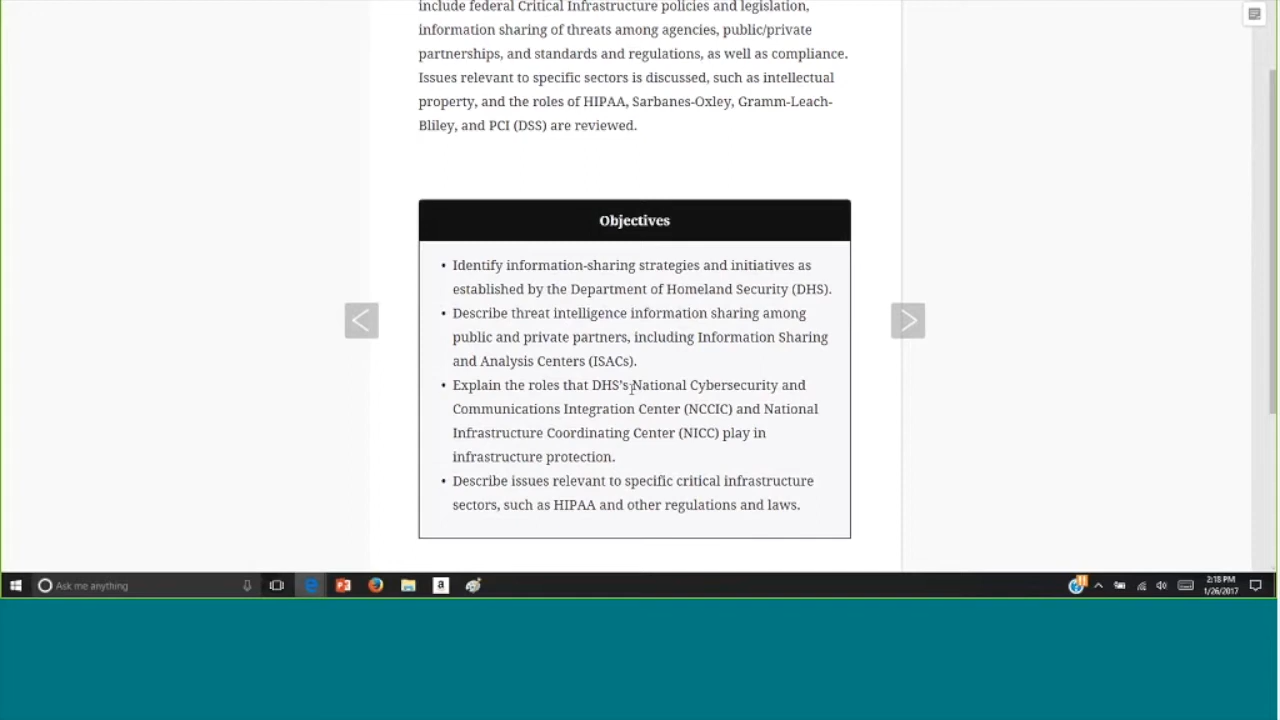 include federal Critical Infrastructure policies and legislation,
information sharing of threats among agencies, public/private
partnerships, and standards and regulations, as well as compliance.
Issues relevant to specific sectors is discussed, such as intellectual
property, and the roles of HIPAA, Sarbanes-Oxley, Gramm-Leach-
Bliley, and PCI (DSS) are reviewed.
Objectives
• Identify information-sharing strategies and initiatives as
established by the Department of Homeland Security (DHS).
• Describe threat intelligence information sharing among
public and private partners, including Information Sharing
and Analysis Centers (ISACs).
• Explain the roles that DHS's National Cybersecurity and
Communications Integration Center (NCCIC) and National
Infrastructure Coordinating Center (NICC) play in
infrastructure protection.
• Describe issues relevant to specific critical infrastructure
sectors, such as HIPAA and other regulations and laws.
Ask me anything
2:18 PM
1/26/2017